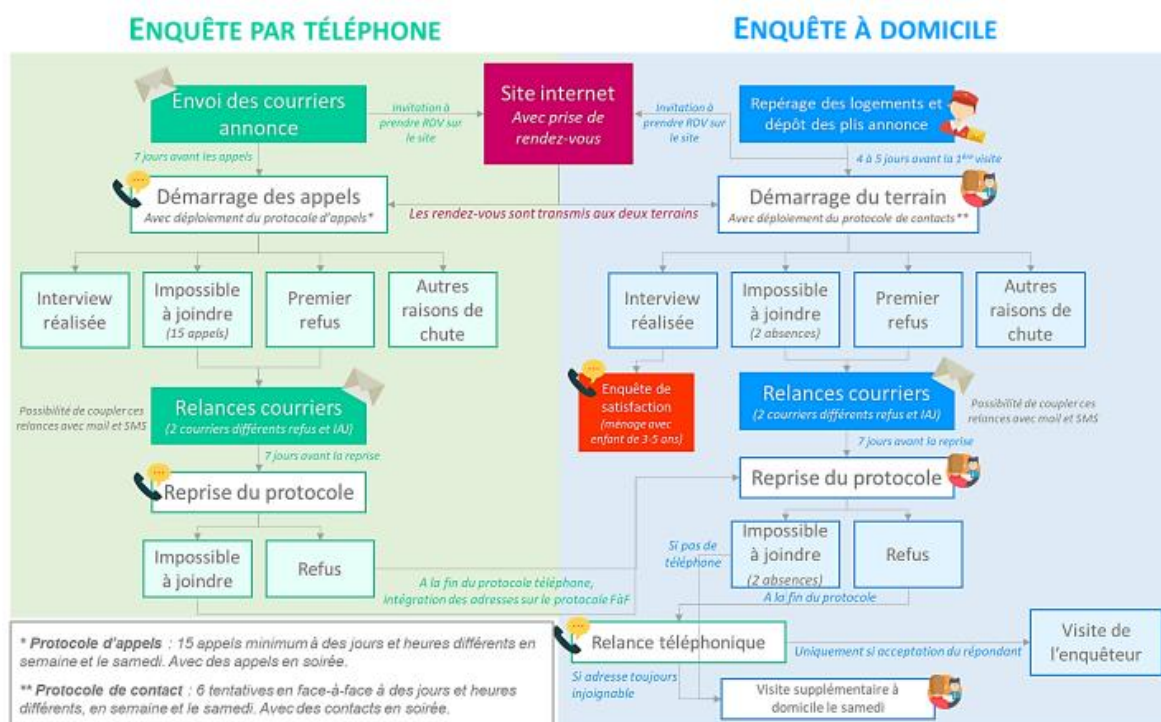 ENQUÊTE PAR TÉLÉPHONE
ENQUÊTE À DOMICILE
Envoi des courriers
annonce
Invitation à
prendre RDV sur
le site
Site internet
Avec prise de
rendez-vous
Invitation à
prendre RDV sur
le site
Repérage des logements et
dépôt des plis annonce
7 jours avant les appels
4 à 5 jours avant la 1ère visite
Démarrage des appels
Avec déploiement du protocole d'appels*
Les rendez-vous sont transmis aux deux terrains
Démarrage du terrain
Avec déploiement du protocole de contacts**
Interview
réalisée
Impossible
à joindre
(15 appels)
Premier
refus
Autres
raisons de
chute
Interview
réalisée
Impossible
à joindre
(2 absences)
Premier
refus
Autres
raisons de
chute
Possibilité de coupler ces
relances avec mail et SMS
Relances courriers
(2 courriers différents refus et IAJ)
Enquête de
satisfaction
(ménage avec
enfant de 3-5 ans)
Relances courriers
(2 courriers différents refus et IAJ)
Possibilité de coupler ces
relances avec mail et SMS
7 jours avant la reprise
7 jours avant la reprise
Reprise du protocole
Reprise du protocole
Impossible
à joindre
Refus
Si pas de
téléphone
Impossible
à joindre
(2 absences)
Refus
A la fin du protocole téléphone,
intégration des adresses sur le protocole FàF
A la fin du protocole
* Protocole d'appels : 15 appels minimum à des jours et heures différents en
semaine et le samedi. Avec des appels en soirée.
** Protocole de contact : 6 tentatives en face-à-face à des jours et heures
différents, en semaine et le samedi. Avec des contacts en soirée.
Relance téléphonique
Uniquement si acceptation du répondant
Visite de
l'enquêteur
Si adresse toujours
injoignable
Visite supplémentaire à
domicile le samedi